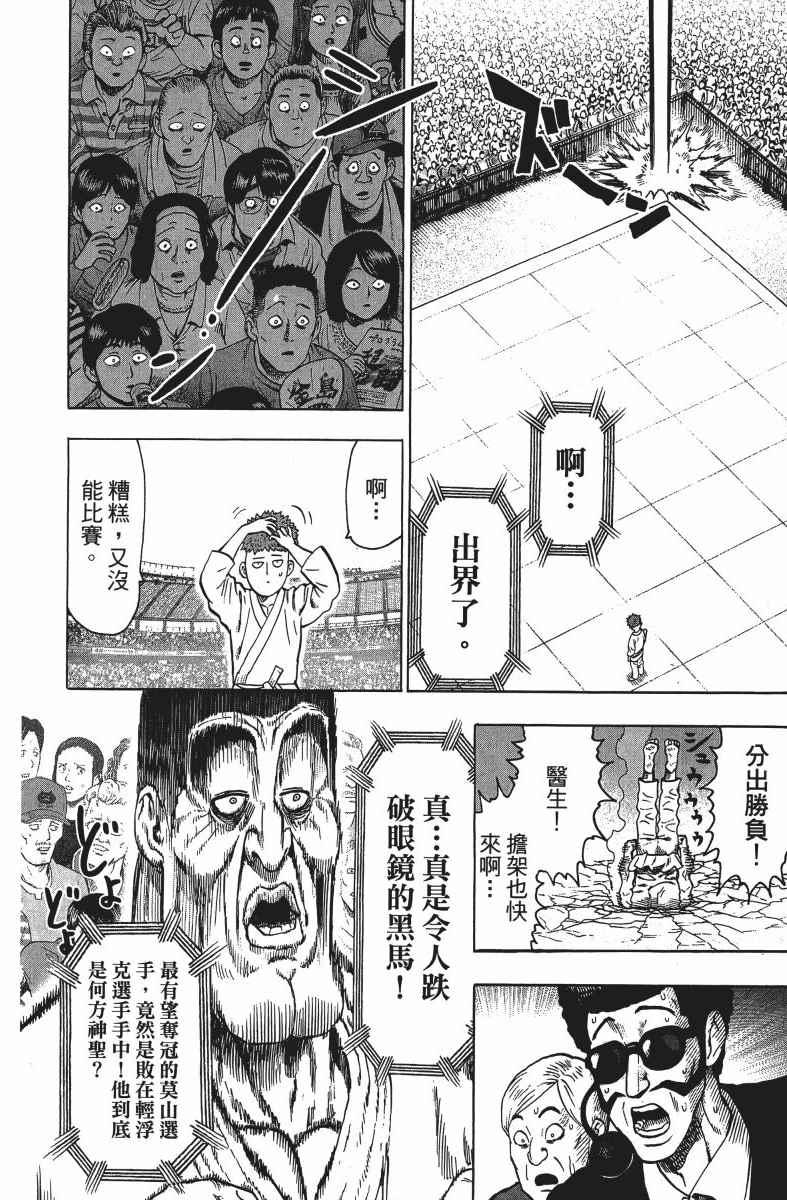 ズドン
啊…
出界了。
啊…
糟糕，又沒
能比賽。
分出勝負！
醫生！
擔架也快
來啊…
シュウゥゥゥ
真…真是令人跌
破眼鏡的黑馬！
どよ
どよ
最有望奪冠的莫山選
手，竟然是敗在輕浮
克選手手中！他到底
是何方神聖？